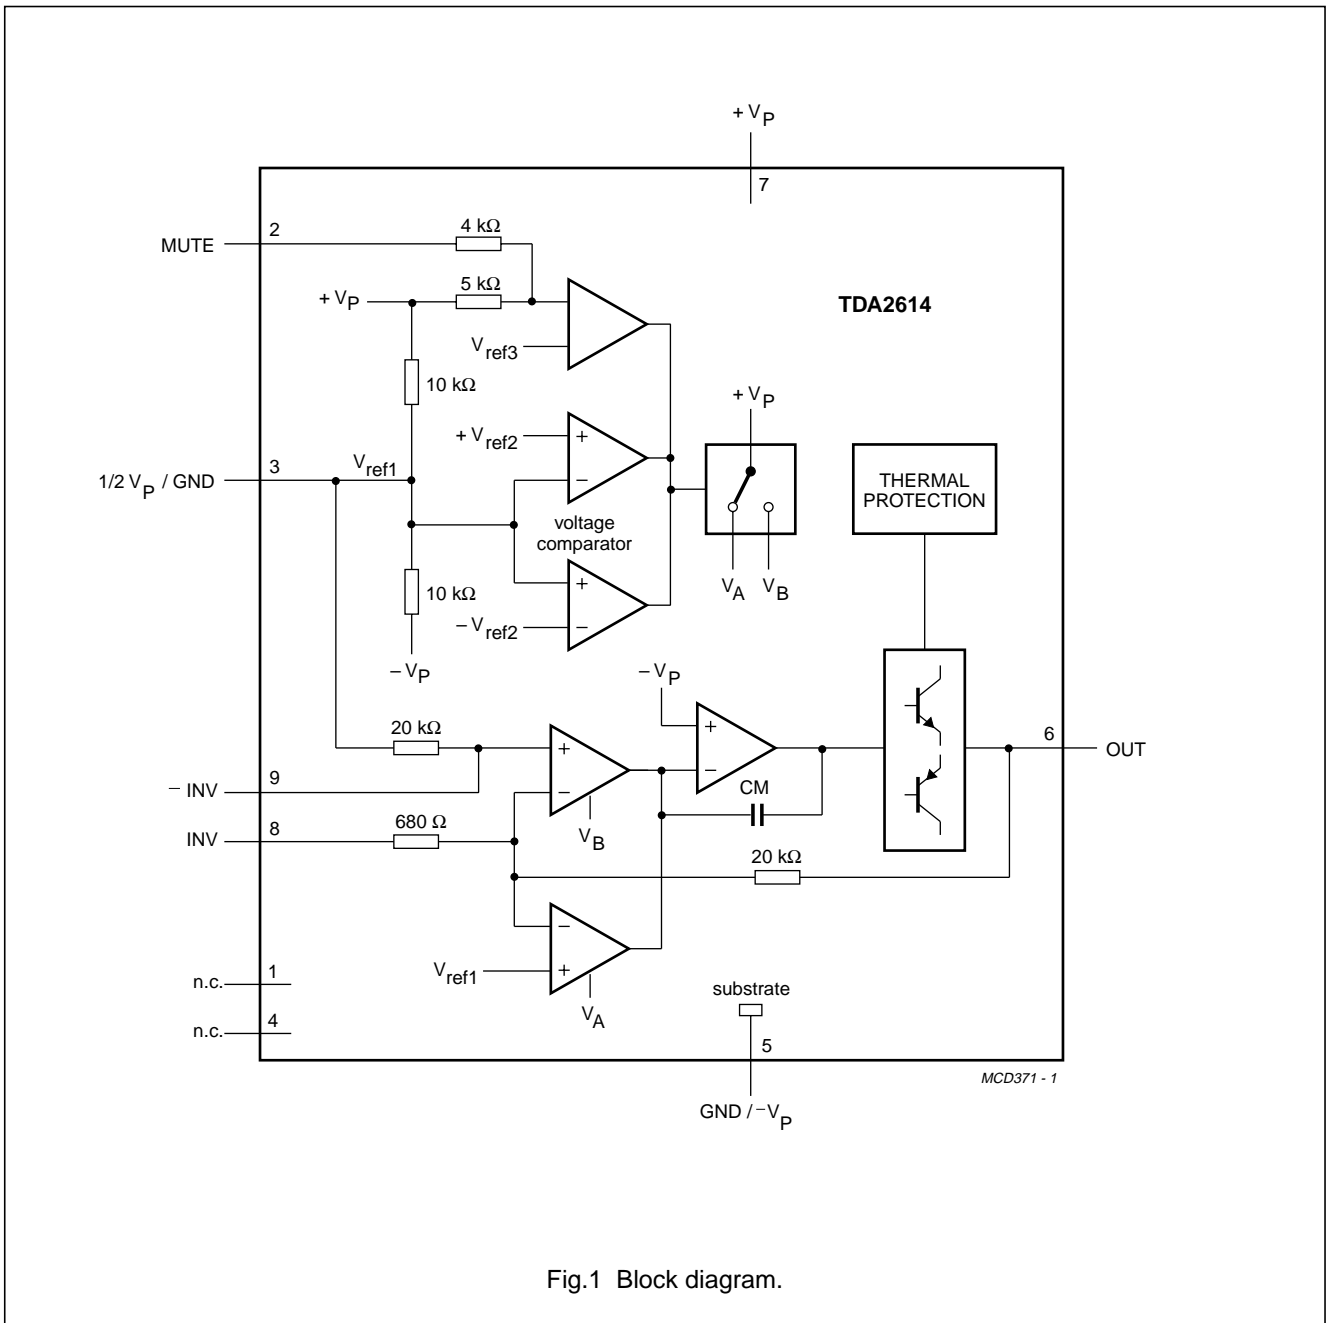 + VP
7
2
MUTE
4 kΩ
+ VP
5 kΩ
TDA2614
Vref3
10 kΩ
+ VP
+ Vref2
+
−
3
1/2 VP / GND
Vref1
THERMAL
PROTECTION
voltage
comparator
VA
VB
10 kΩ
+
−
− Vref2
− VP
− VP
+
−
20 kΩ
+
−
6
OUT
9
− INV
CM
8
INV
680 Ω
VB
20 kΩ
−
+
Vref1
VA
1
n.c.
4
n.c.
substrate
5
GND / −VP
MCD371 - 1
Fig.1 Block diagram.